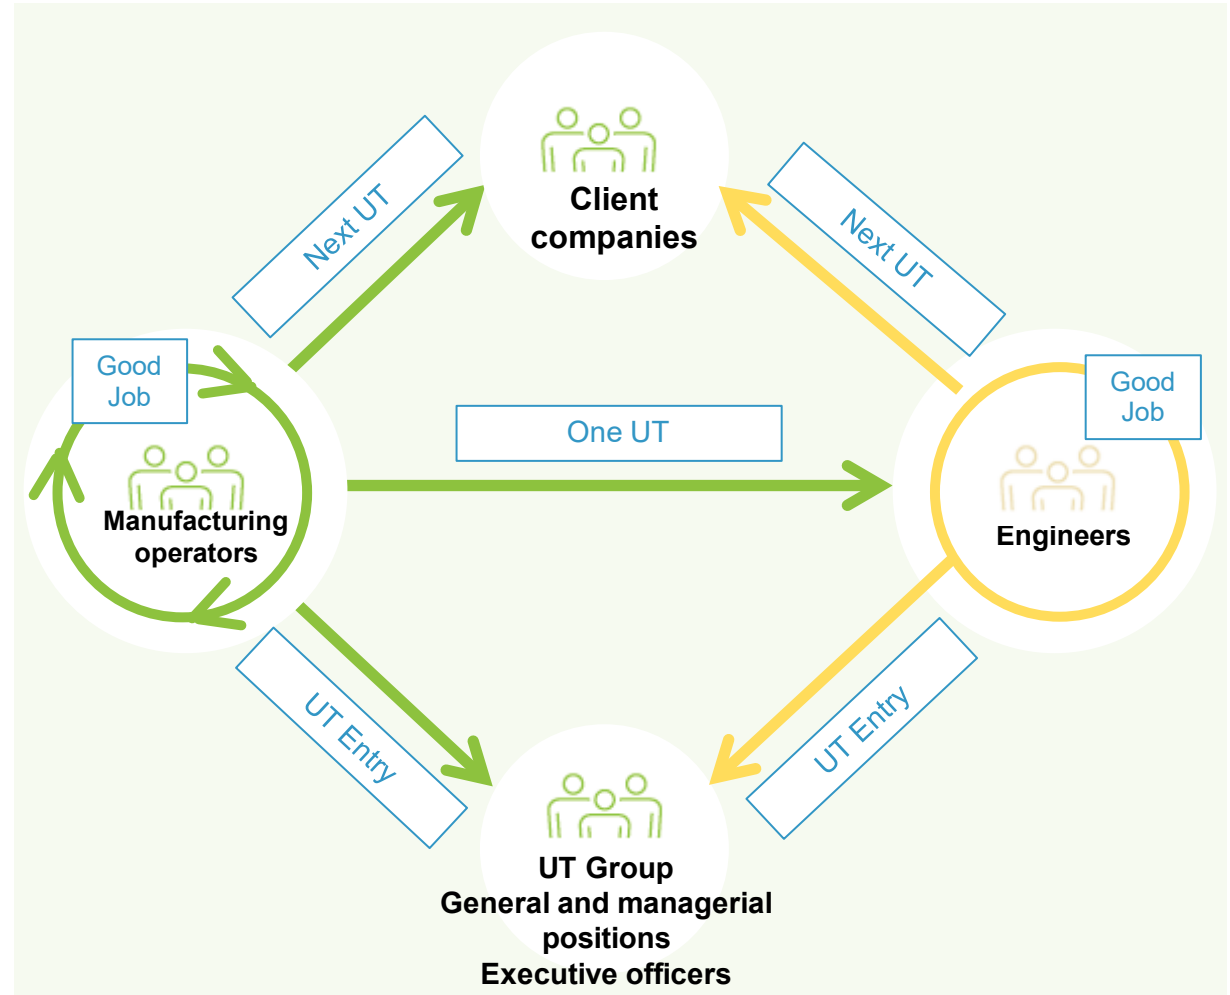 Client
companies
Next UT
Next UT
Good
Job
Good
Job
One UT
Manufacturing
operators
Engineers
UT Entry
UT Entry
UT Group
General and managerial
positions
Executive officers